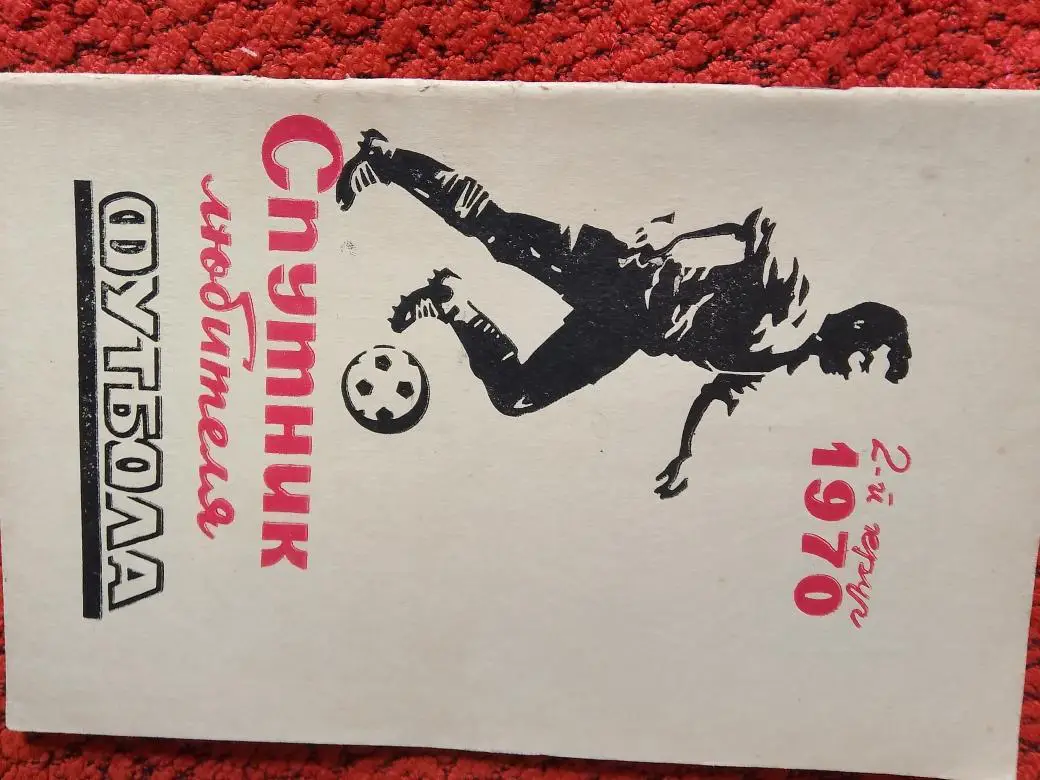 2-й круг
1970
Спутник
любителя
ФУТБОЛА